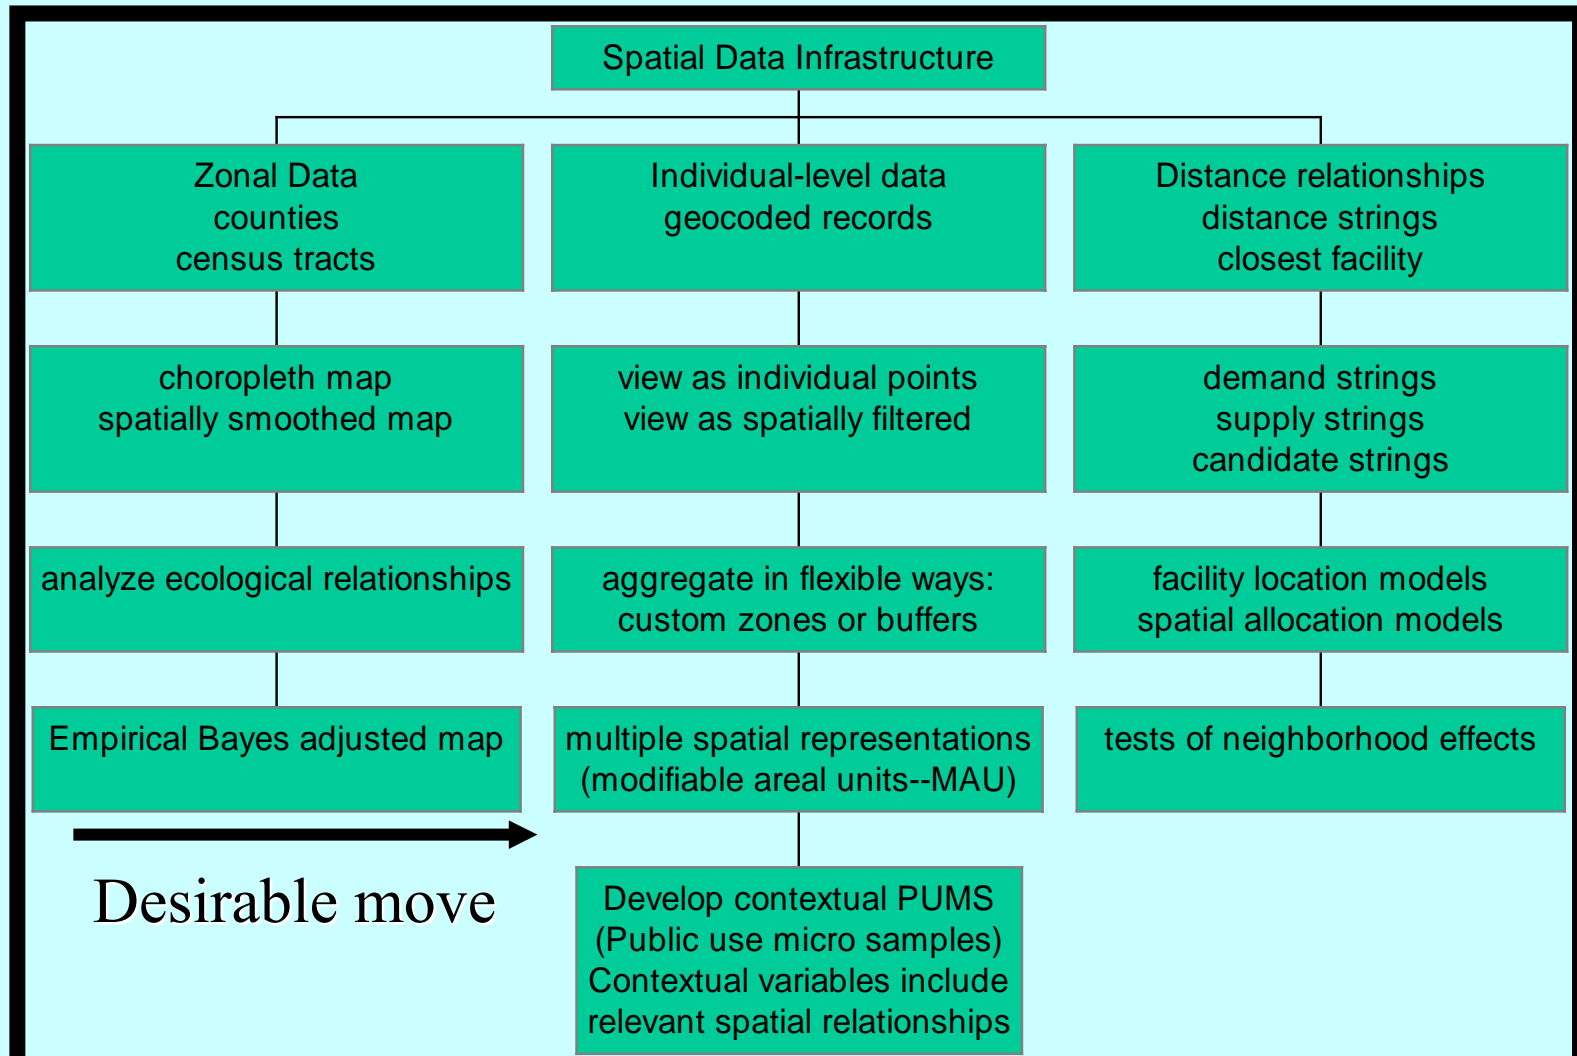 Spatial Data Infrastructure
Zonal Data
counties
census tracts
Individual-level data
geocoded records
Distance relationships
distance strings
closest facility
choropleth map
spatially smoothed map
view as individual points
view as spatially filtered
demand strings
supply strings
candidate strings
analyze ecological relationships
aggregate in flexible ways:
custom zones or buffers
facility location models
spatial allocation models
Empirical Bayes adjusted map
multiple spatial representations
(modifiable areal units--MAU)
tests of neighborhood effects
Desirable move
Develop contextual PUMS
(Public use micro samples)
Contextual variables include
relevant spatial relationships